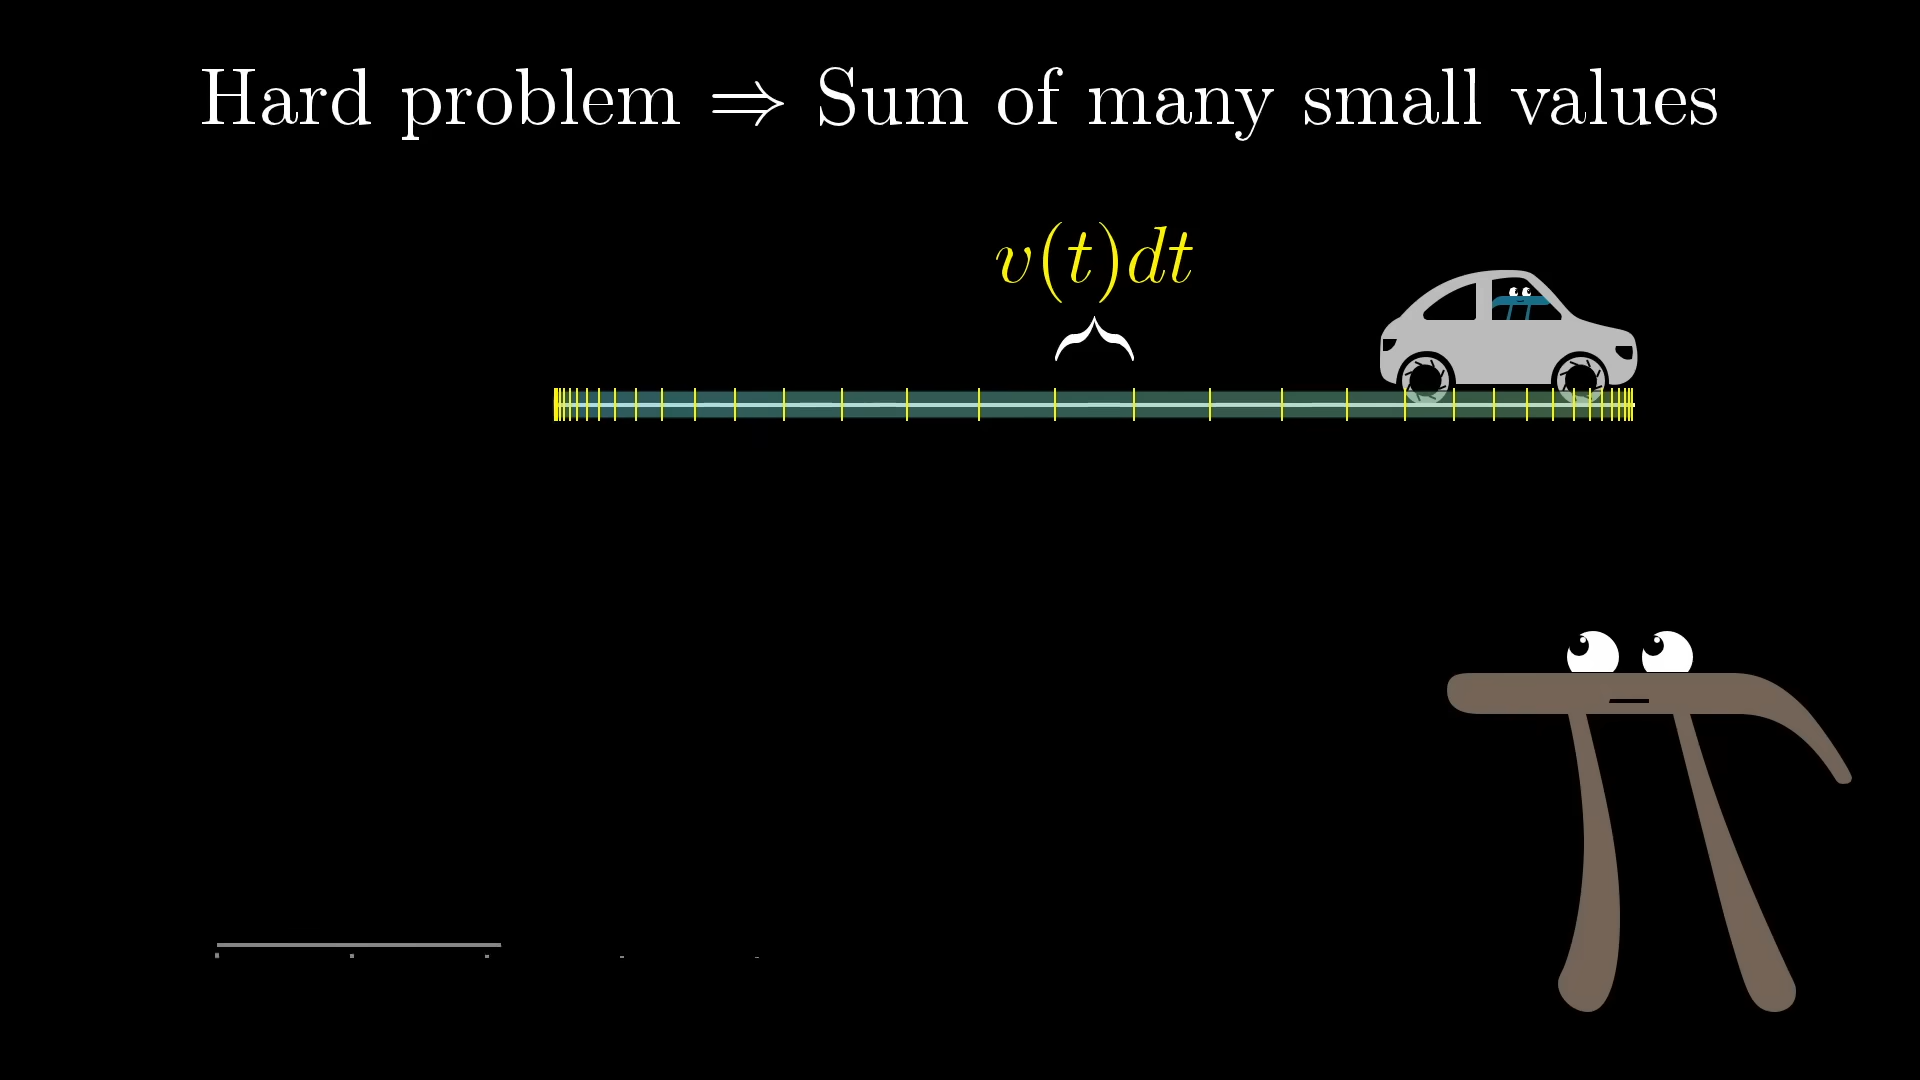 Hard problem ⇒ Sum of many small values
v(t)dt